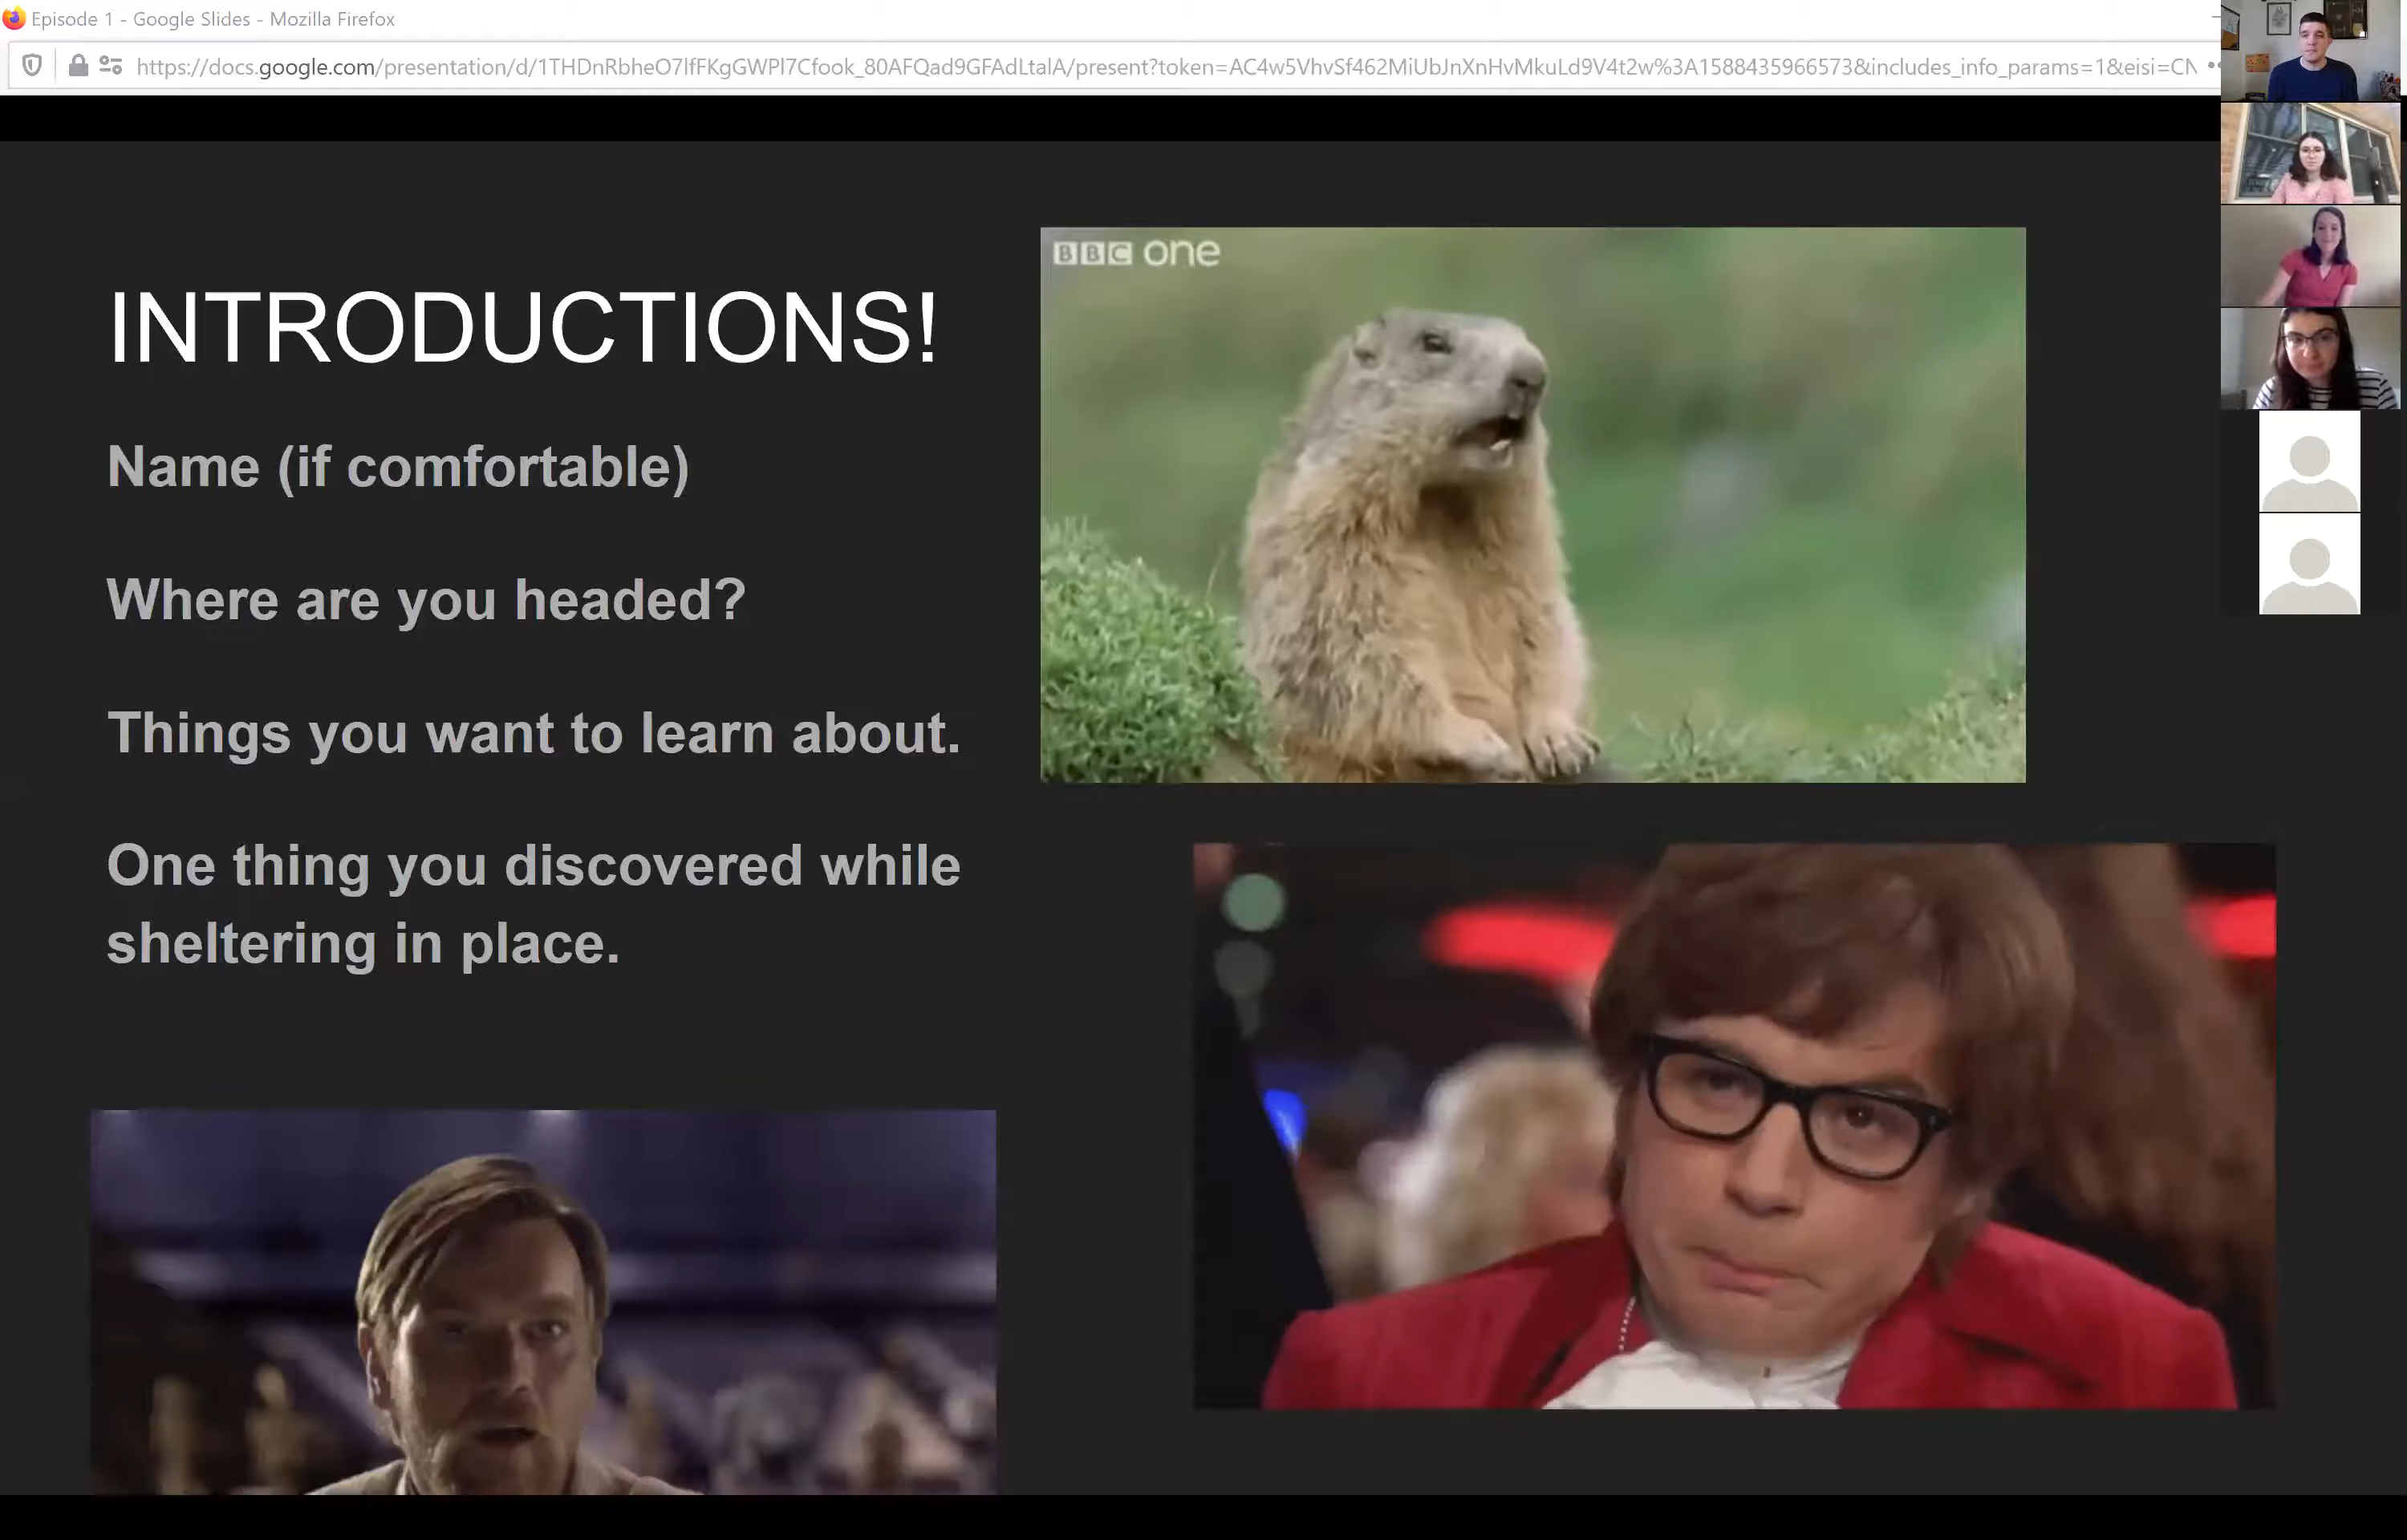 Episode 1 - Google Slides - Mozilla Firefox
https://docs.google.com/presentation/d/1THDnRbheO7lfFKgGWPl7Cfook_80AFQad9GFAdLtalA/present?token=AC4w5VhvSf462MiUbJnXnHvMkuLd9V4t2w%3A1588435966573&includes_info_params=1&eisi=CN
BBC one
INTRODUCTIONS!
Name (if comfortable)
Where are you headed?
Things you want to learn about.
One thing you discovered while
sheltering in place.